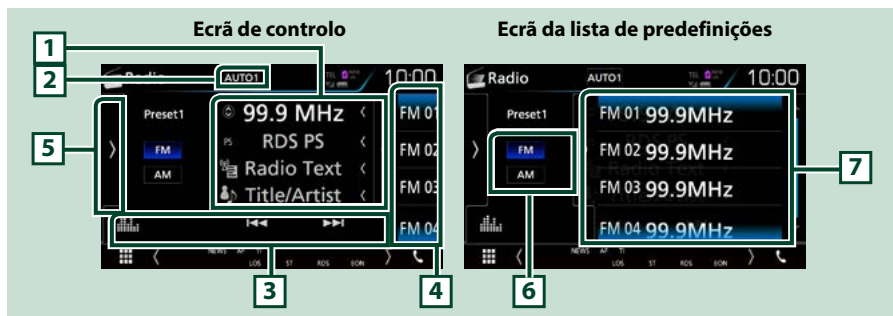 Ecrã de controlo
Ecrã da lista de predefinições
1
2
3
4
5
6
7
Radio
AUTO1
TEL
10:00
Preset1
FM
AM
99.9 MHz
PS
RDS PS
Radio Text
Title/Artist
FM 01
FM 02
FM 03
FM 04
NEWS AF TI
LOS ST RDS EON
Radio
AUTO1
TEL
10:00
Preset1
FM
AM
FM 01 99.9MHz
FM 02 99.9MHz
FM 03 99.9MHz
FM 04 99.9MHz
NEWS AF TI
LOS ST RDS EON